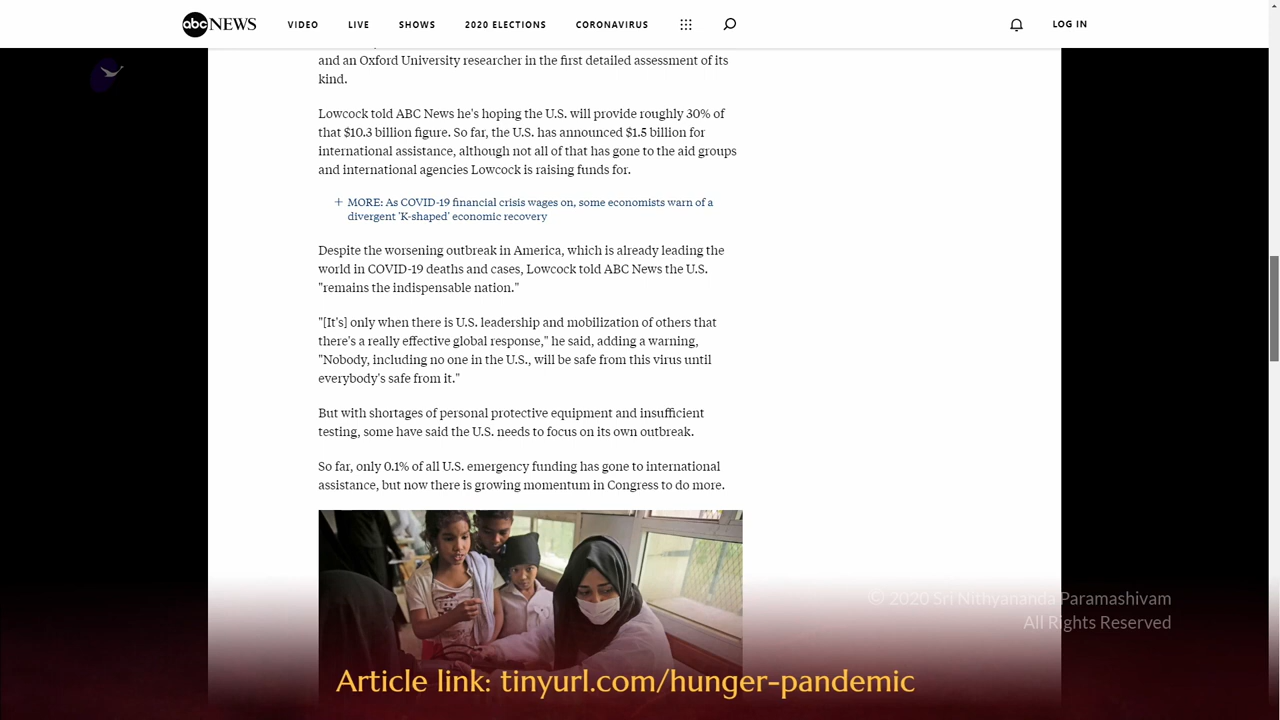 abc NEWS VIDEO LIVE SHOWS 2020 ELECTIONS CORONAVIRUS LOG IN
and an Oxford University researcher in the first detailed assessment of its
kind.
Lowcock told ABC News he's hoping the U.S. will provide roughly 30% of
that $10.3 billion figure. So far, the U.S. has announced $1.5 billion for
international assistance, although not all of that has gone to the aid groups
and international agencies Lowcock is raising funds for.
+ MORE: As COVID-19 financial crisis wages on, some economists warn of a
divergent 'K-shaped' economic recovery
Despite the worsening outbreak in America, which is already leading the
world in COVID-19 deaths and cases, Lowcock told ABC News the U.S.
"remains the indispensable nation."
"[It's] only when there is U.S. leadership and mobilization of others that
there's a really effective global response," he said, adding a warning,
"Nobody, including no one in the U.S., will be safe from this virus until
everybody's safe from it."
But with shortages of personal protective equipment and insufficient
testing, some have said the U.S. needs to focus on its own outbreak.
So far, only 0.1% of all U.S. emergency funding has gone to international
assistance, but now there is growing momentum in Congress to do more.
© 2020 Sri Nithyananda Paramashivam
All Rights Reserved
Article link: tinyurl.com/hunger-pandemic